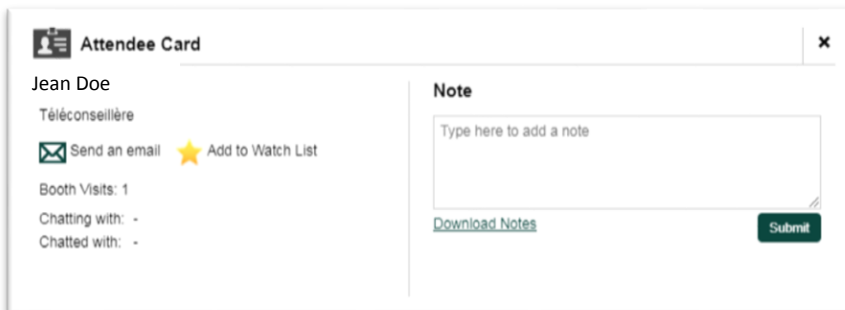 Attendee Card
×
Jean Doe
Téléconseillère
Send an email
Add to Watch List
Booth Visits: 1
Chatting with: -
Chatted with: -
Note
Type here to add a note
Download Notes
Submit